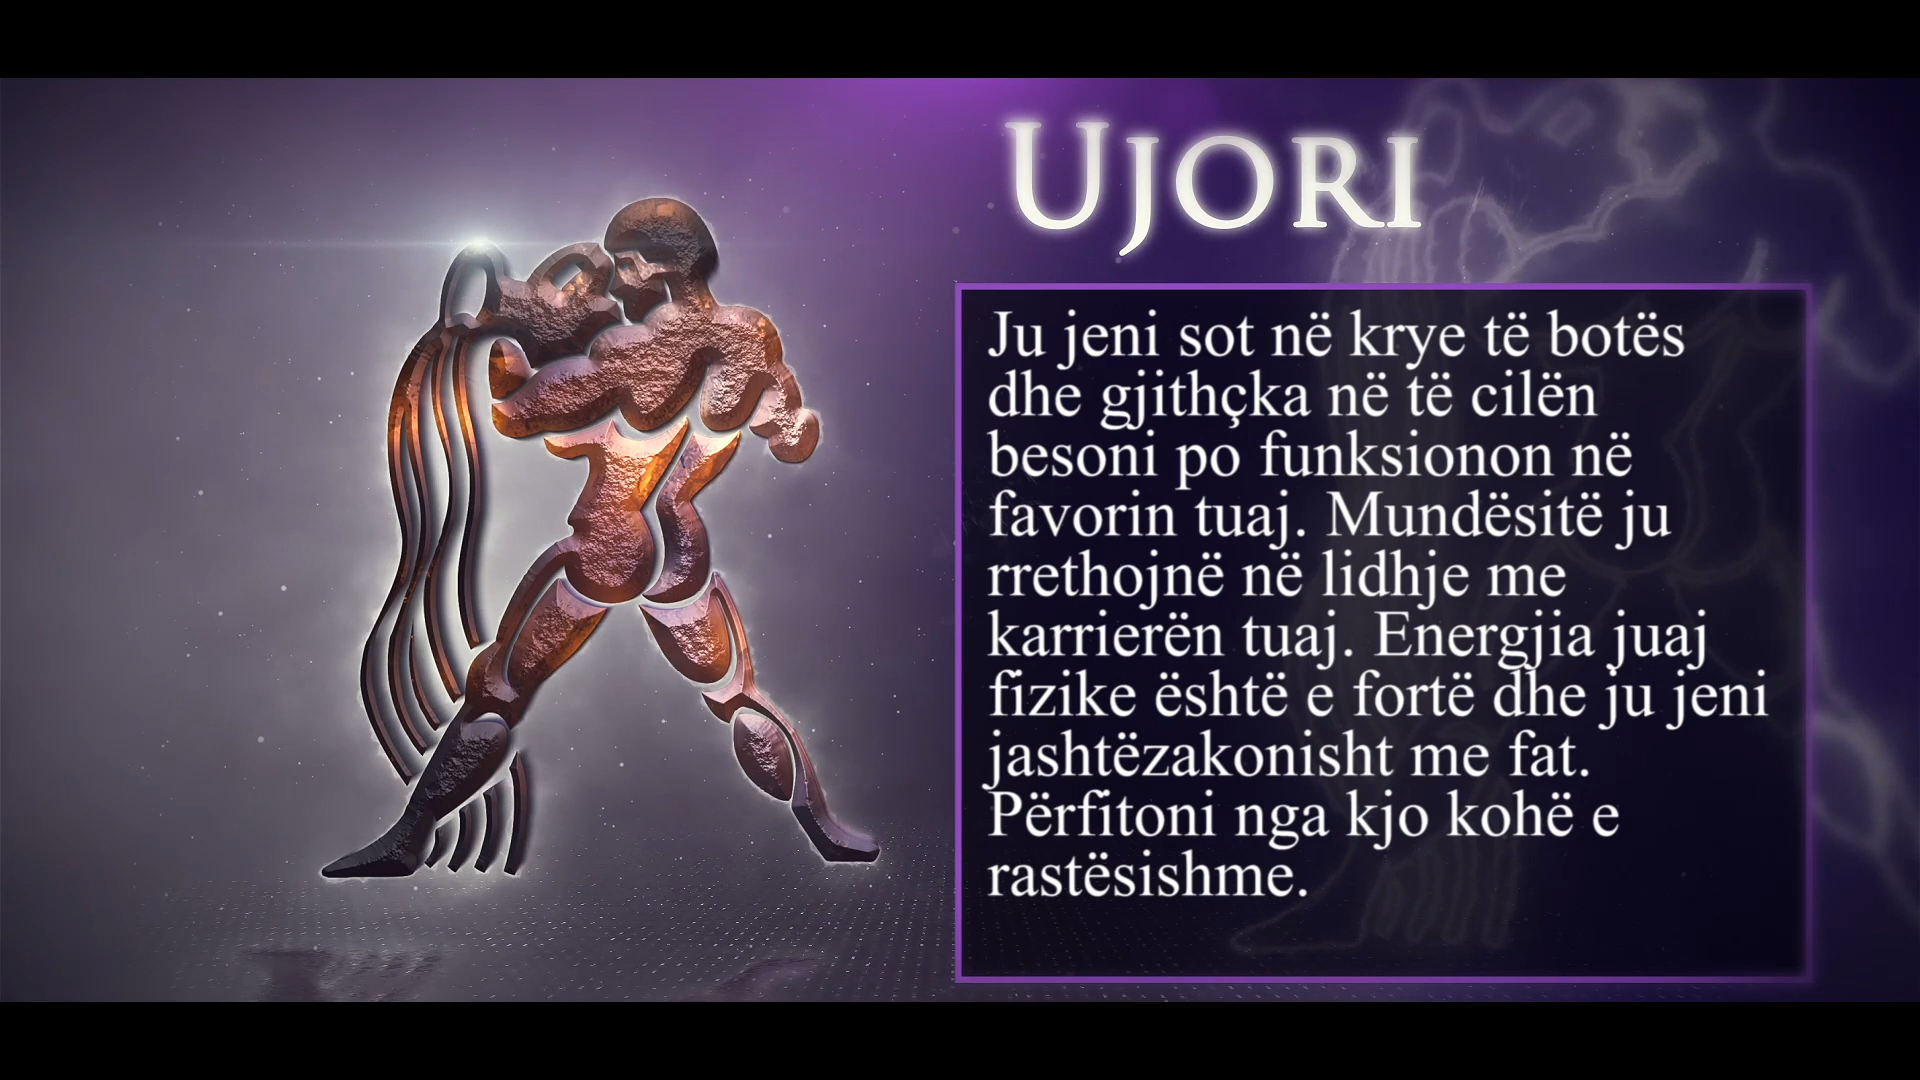 Ujori
Ju jeni sot në krye të botës
dhe gjithçka në të cilën
besoni po funksionon në
favorin tuaj. Mundësitë ju
rrethojnë në lidhje me
karrierën tuaj. Energjia juaj
fizike është e fortë dhe ju jeni
jashtëzakonisht me fat.
Përfitoni nga kjo kohë e
rastësishme.